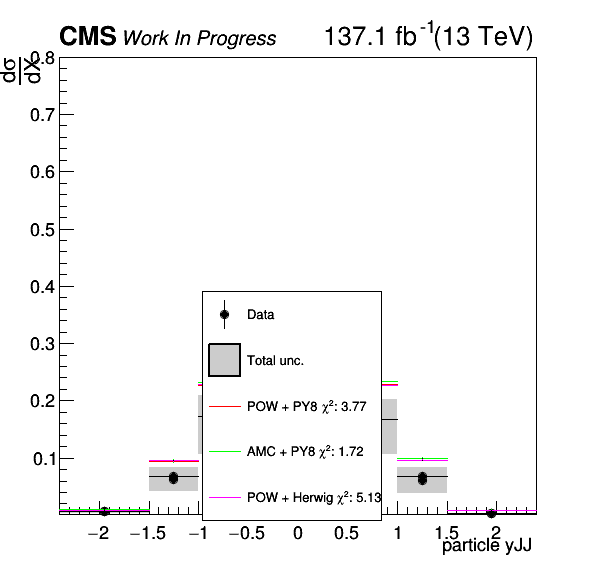 CMS Work In Progress 137.1 fb⁻¹(13 TeV)
dσ
dX
0.8
0.7
0.6
0.5
0.4
0.3
0.2
0.1
Data
Total unc.
POW + PY8 χ²: 3.77
AMC + PY8 χ²: 1.72
POW + Herwig χ²: 5.13
−2 −1.5 −1 −0.5 0 0.5 1 1.5 2
particle yJJ